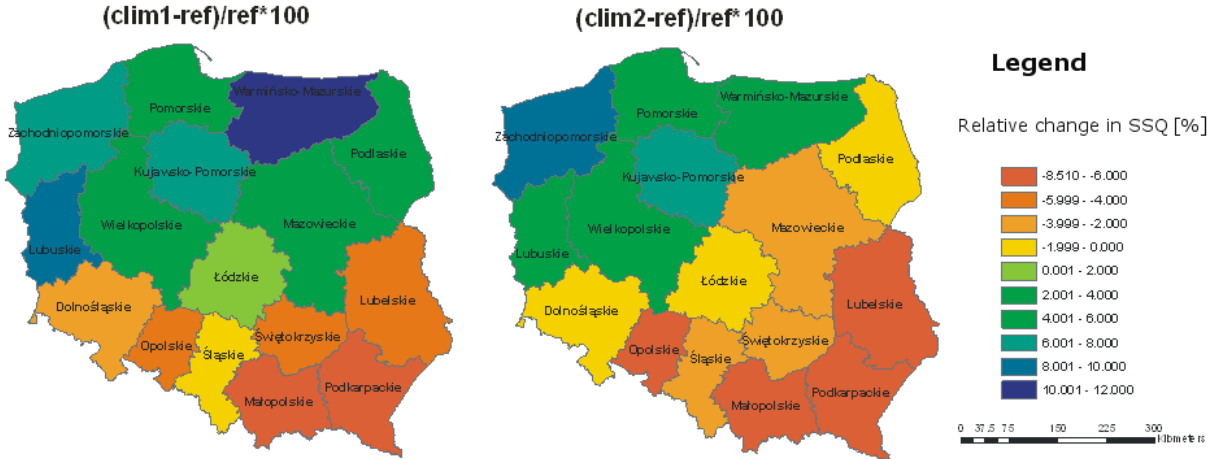 (clim1-ref)/ref*100
Pomorskie
Warmińsko-Mazurskie
Zachodniopomorskie
Podlaskie
Kujawsko-Pomorskie
Wielkopolskie
Mazowieckie
Lubuskie
Łódzkie
Dolnośląskie
Lubelskie
Opolskie
Śląskie
Świętokrzyskie
Małopolskie
Podkarpackie
(clim2-ref)/ref*100
Pomorskie
Warmińsko-Mazurskie
Zachodniopomorskie
Podlaskie
Kujawsko-Pomorskie
Wielkopolskie
Mazowieckie
Lubuskie
Łódzkie
Dolnośląskie
Lubelskie
Opolskie
Śląskie
Świętokrzyskie
Małopolskie
Podkarpackie
Legend
Relative change in SSQ [%]
-8.510 - -6.000
-5.999 - -4.000
-3.999 - -2.000
-1.999 - 0.000
0.001 - 2.000
2.001 - 4.000
4.001 - 6.000
6.001 - 8.000
8.001 - 10.000
10.001 - 12.000
0 37,5 75 150 225 300
Kilometers